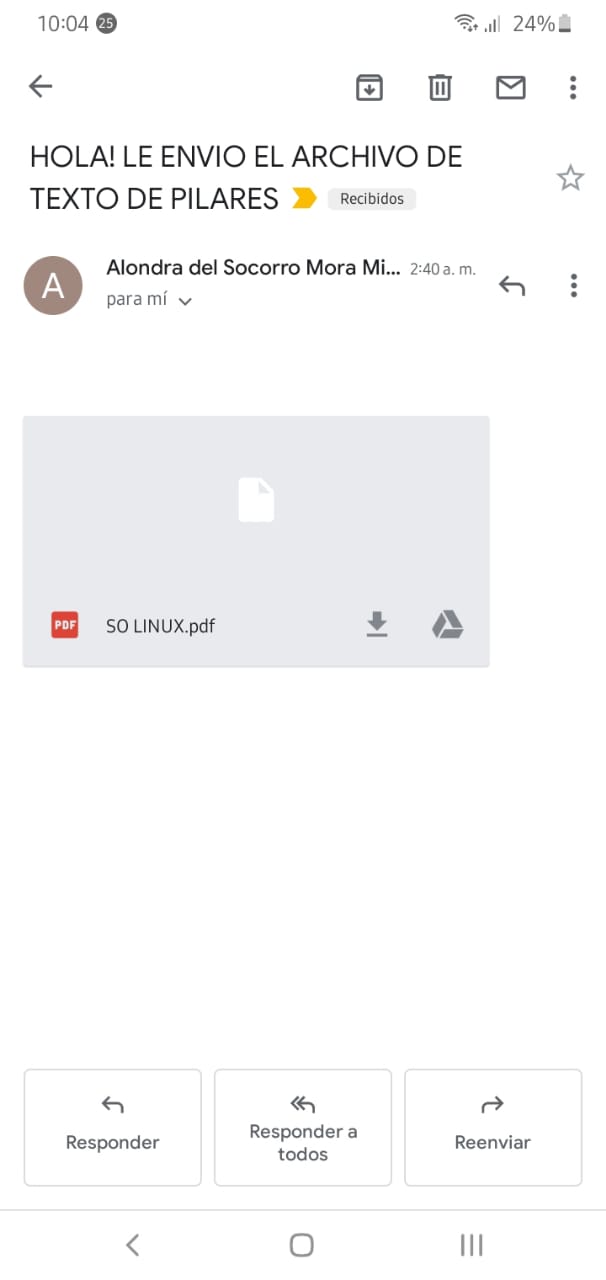 10:04 25 24%
HOLA! LE ENVIO EL ARCHIVO DE
TEXTO DE PILARES Recibidos
A
Alondra del Socorro Mora Mi... 2:40 a. m.
para mí
PDF SO LINUX.pdf
Responder
Responder a
todos
Reenviar